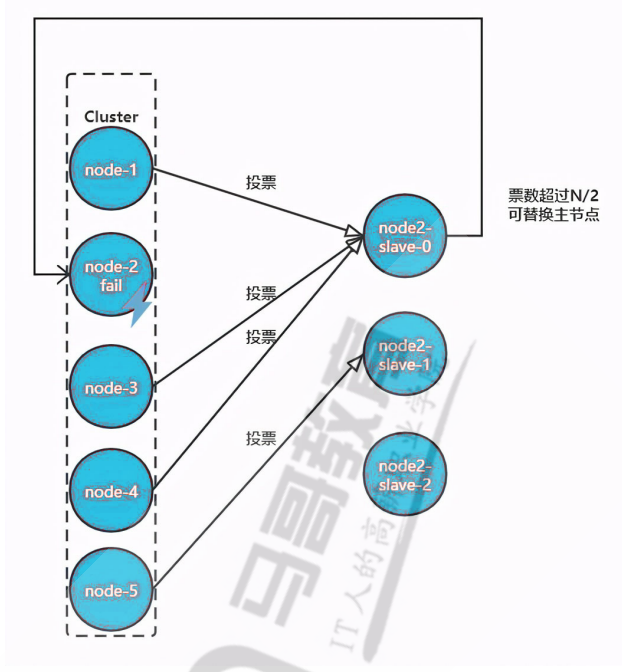 Cluster
node-1
投票
票数超过N/2
可替换主节点
node2-
slave-0
node-2
fail
投票
投票
node2-
slave-1
node-3
投票
node2-
slave-2
node-4
node-5
马哥教育
IT人的高薪职业学院